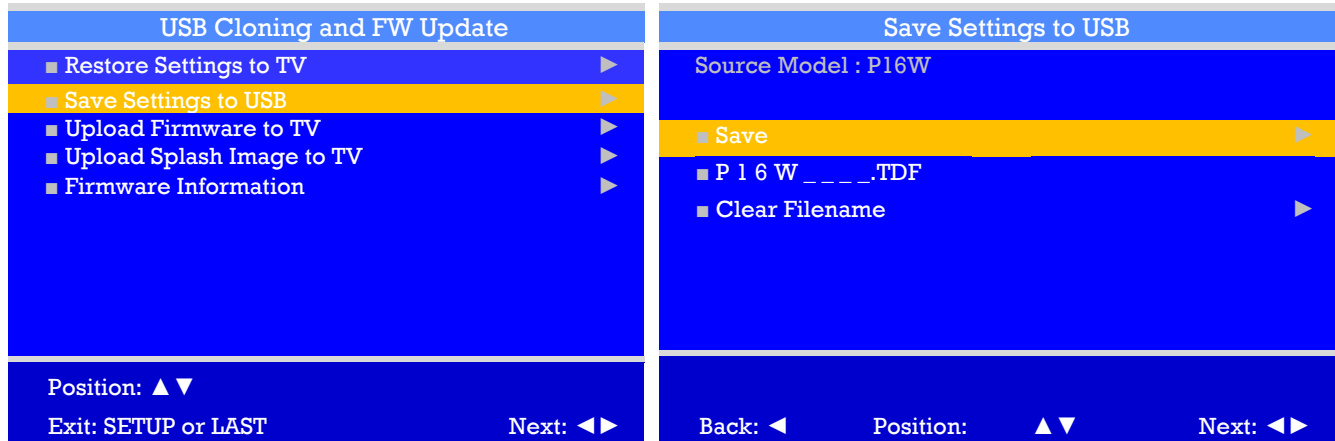 USB Cloning and FW Update
■ Restore Settings to TV ►
■ Save Settings to USB ►
■ Upload Firmware to TV ►
■ Upload Splash Image to TV ►
■ Firmware Information ►
Position: ▲▼
Exit: SETUP or LAST Next: ◄►
Save Settings to USB
Source Model : P16W
■ Save ►
■ P 1 6 W _ _ _ _.TDF
■ Clear Filename ►
Back: ◄ Position: ▲▼ Next: ◄►